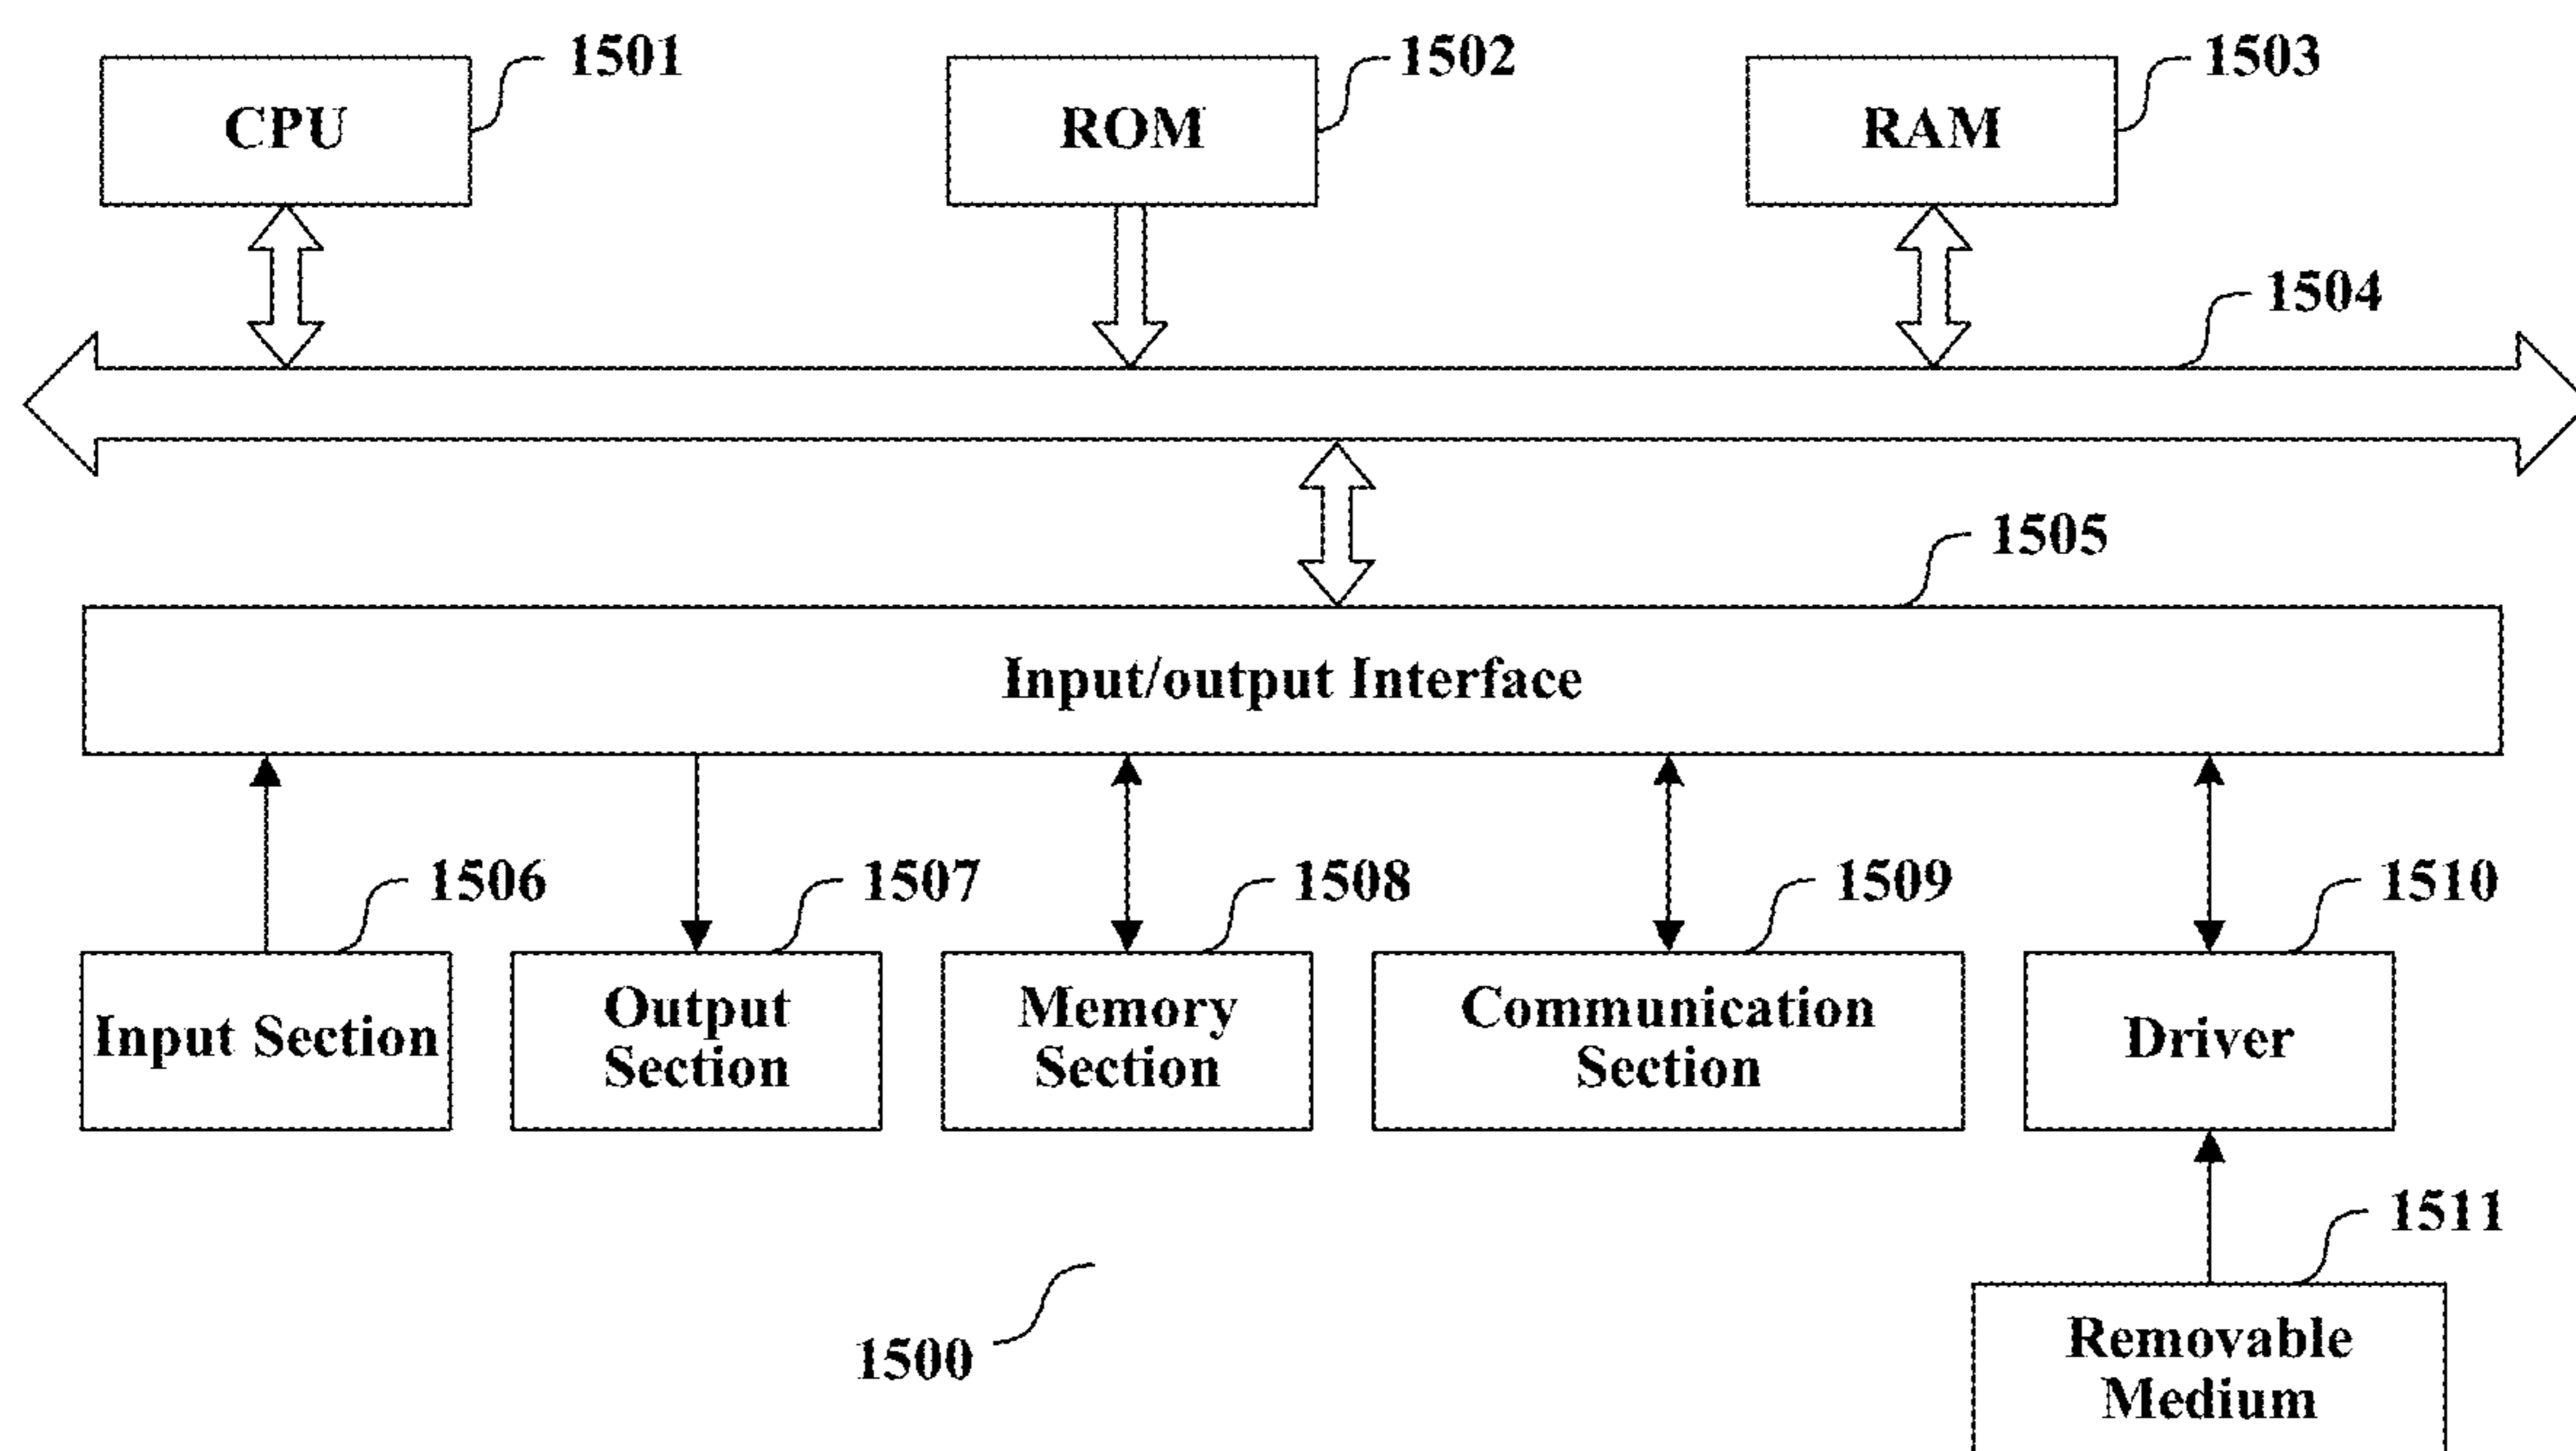 1501
1502
1503
CPU
ROM
RAM
1504
1505
Input/output Interface
1506
1507
1508
1509
1510
Input Section
Output
Section
Memory
Section
Communication
Section
Driver
1511
1500
Removable
Medium